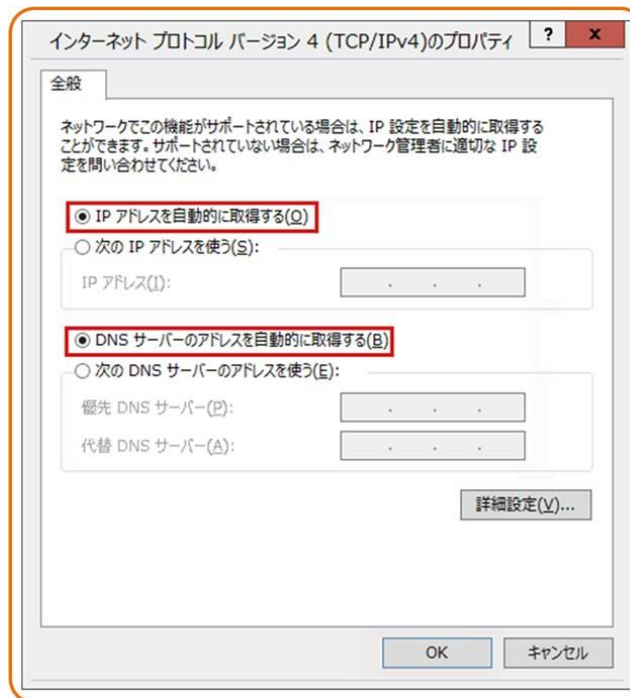 インターネット プロトコル バージョン 4 (TCP/IPv4)のプロパティ ? x
全般
ネットワークでこの機能がサポートされている場合は、IP 設定を自動的に取得する
ことができます。サポートされていない場合は、ネットワーク管理者に適切な IP 設
定を問い合わせてください。
IP アドレスを自動的に取得する(O)
次の IP アドレスを使う(S):
IP アドレス(I):
DNS サーバーのアドレスを自動的に取得する(B)
次の DNS サーバーのアドレスを使う(E):
優先 DNS サーバー(P):
代替 DNS サーバー(A):
詳細設定(V)...
OK キャンセル